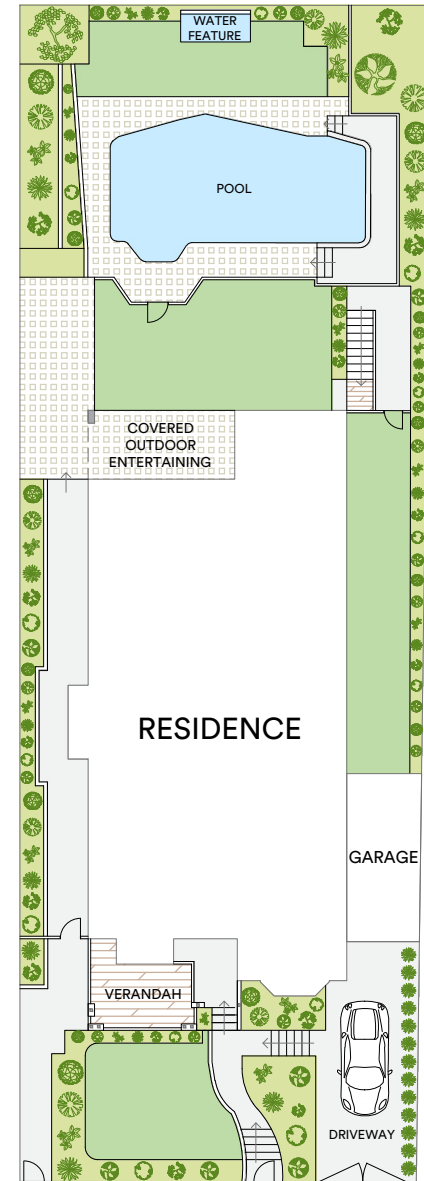 WATER
FEATURE
POOL
COVERED
OUTDOOR
ENTERTAINING
RESIDENCE
GARAGE
VERANDAH
DRIVEWAY